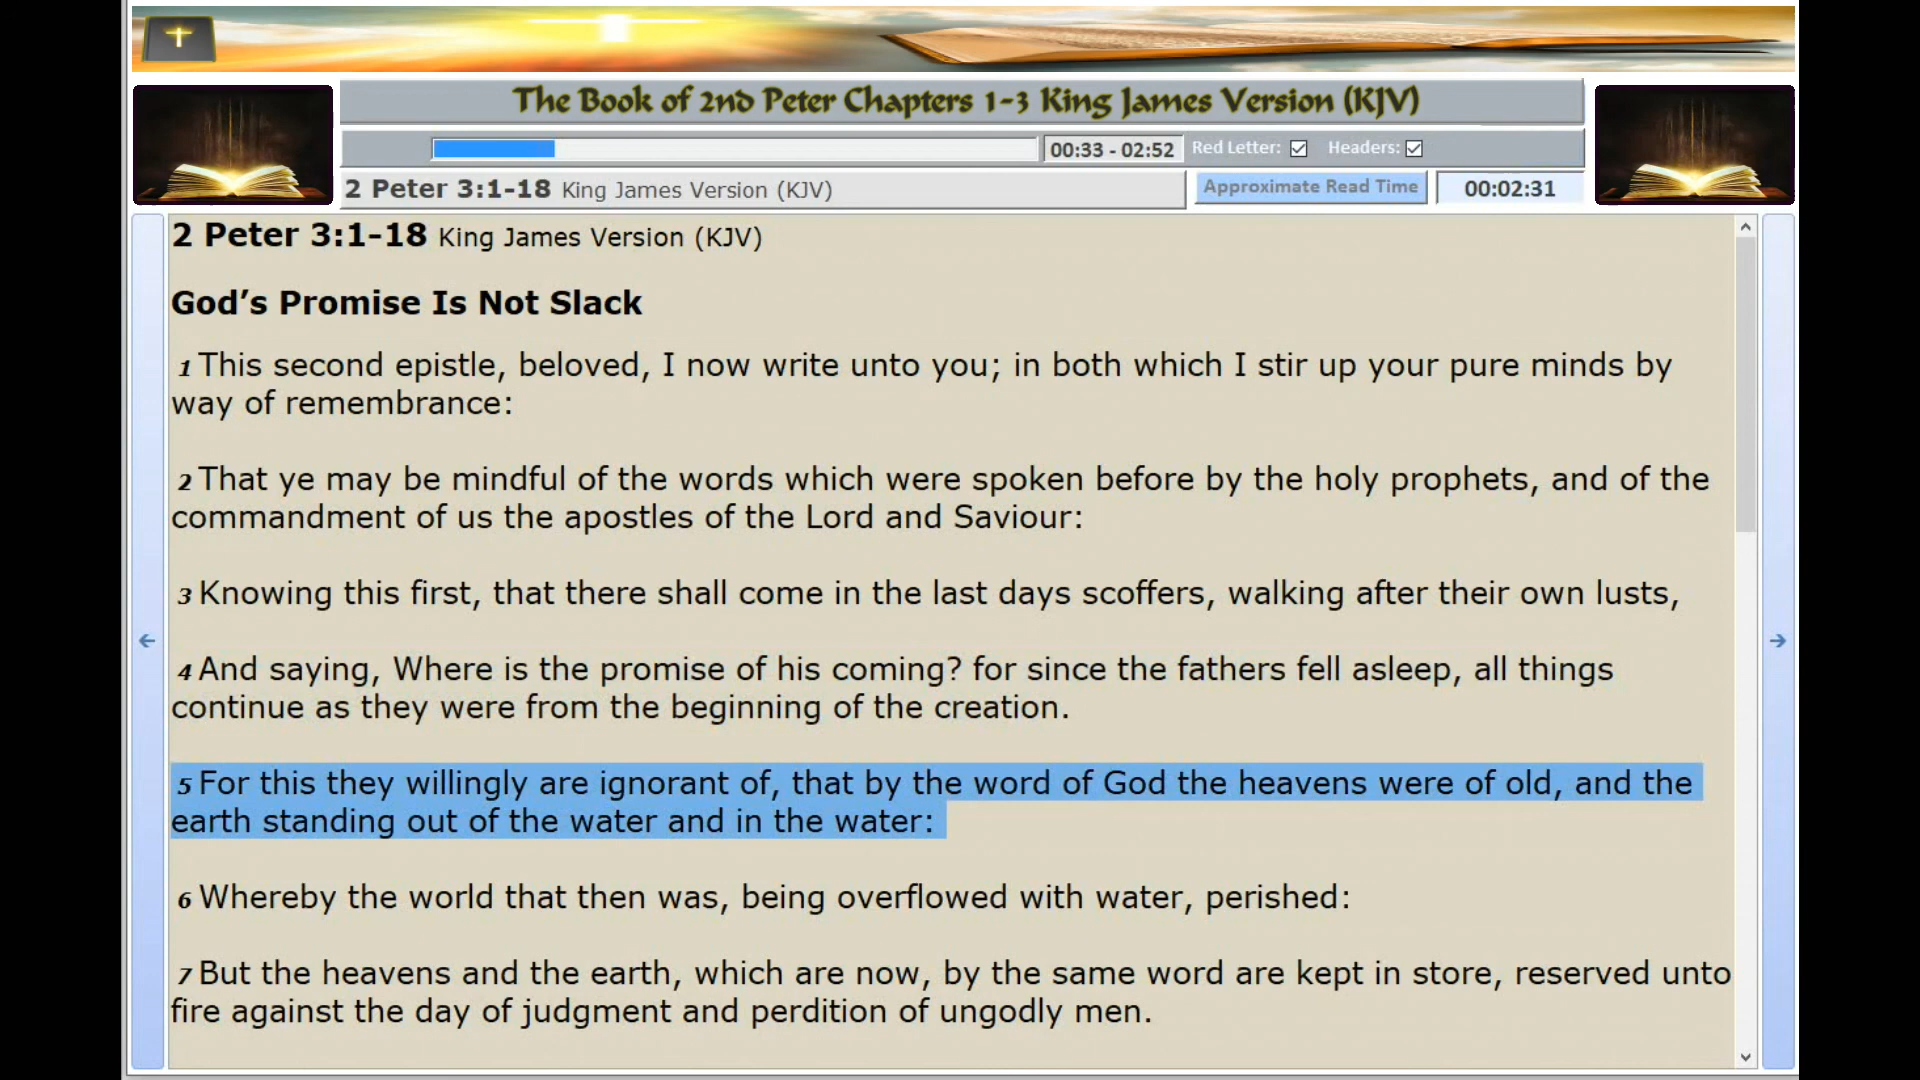 The Book of 2nd Peter Chapters 1-3 King James Version (KJV)
00:33 - 02:52 Red Letter: Headers:
2 Peter 3:1-18 King James Version (KJV) Approximate Read Time 00:02:31
2 Peter 3:1-18 King James Version (KJV)
God’s Promise Is Not Slack
1 This second epistle, beloved, I now write unto you; in both which I stir up your pure minds by
way of remembrance:
2 That ye may be mindful of the words which were spoken before by the holy prophets, and of the
commandment of us the apostles of the Lord and Saviour:
3 Knowing this first, that there shall come in the last days scoffers, walking after their own lusts,
4 And saying, Where is the promise of his coming? for since the fathers fell asleep, all things
continue as they were from the beginning of the creation.
5 For this they willingly are ignorant of, that by the word of God the heavens were of old, and the
earth standing out of the water and in the water:
6 Whereby the world that then was, being overflowed with water, perished:
7 But the heavens and the earth, which are now, by the same word are kept in store, reserved unto
fire against the day of judgment and perdition of ungodly men.